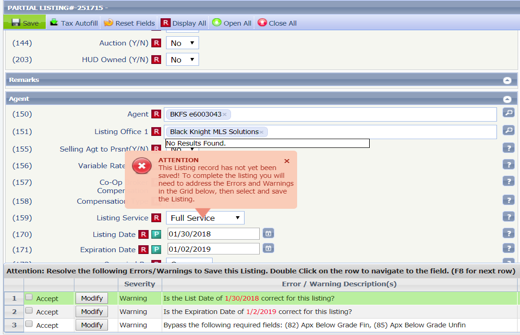 PARTIAL LISTING# -251715 -
Save Tax Autofill Reset Fields R Display All Open All Close All
(144) Auction (Y/N) R No
(203) HUD Owned (Y/N) R No
Remarks
Agent
(150) Agent R BKFS e6003043×
(151) Listing Office 1 R Black Knight MLS Solutions×
No Results Found.
(155) Selling Agt to Prsnt(Y/N) No
(156) Variable Rate
(157) Co-Op
Compens
(158) Compensation
ATTENTION ×
This Listing record has not yet been
saved! To complete the listing you will
need to address the Errors and Warnings
in the Grid below, then select and save
the Listing.
(159) Listing Service R Full Service
(170) Listing Date R P 01/30/2018
(171) Expiration Date R P 01/02/2019
Attention: Resolve the following Errors/Warnings to Save this Listing. Double Click on the row to navigate to the field. (F8 for next row)
Severity Error / Warning Description(s)
1 Accept Modify Warning Is the List Date of 1/30/2018 correct for this listing?
2 Accept Modify Warning Is the Expiration Date of 1/2/2019 correct for this listing?
3 Accept Modify Warning Bypass the following required fields: (82) Apx Below Grade Fin, (85) Apx Below Grade Unfin